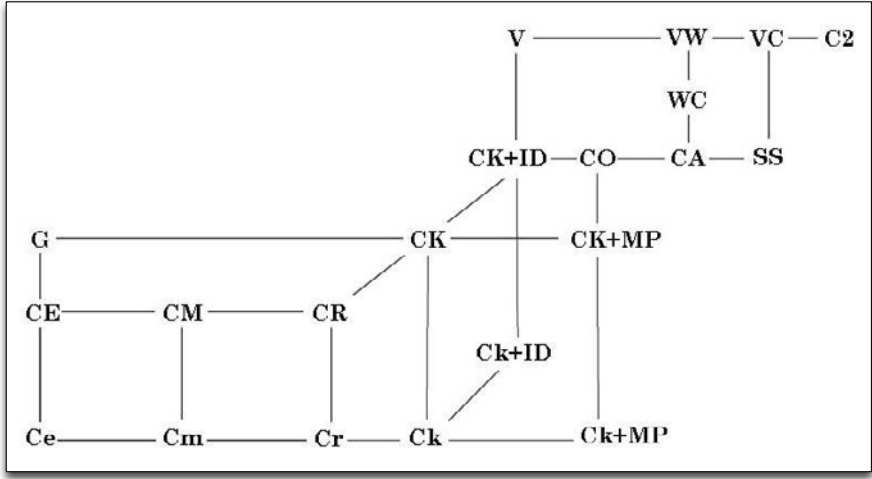 V VW VC C2
WC
CK+ID CO CA SS
G CK CK+MP
CE CM CR
Ck+ID
Ce Cm Cr Ck Ck+MP